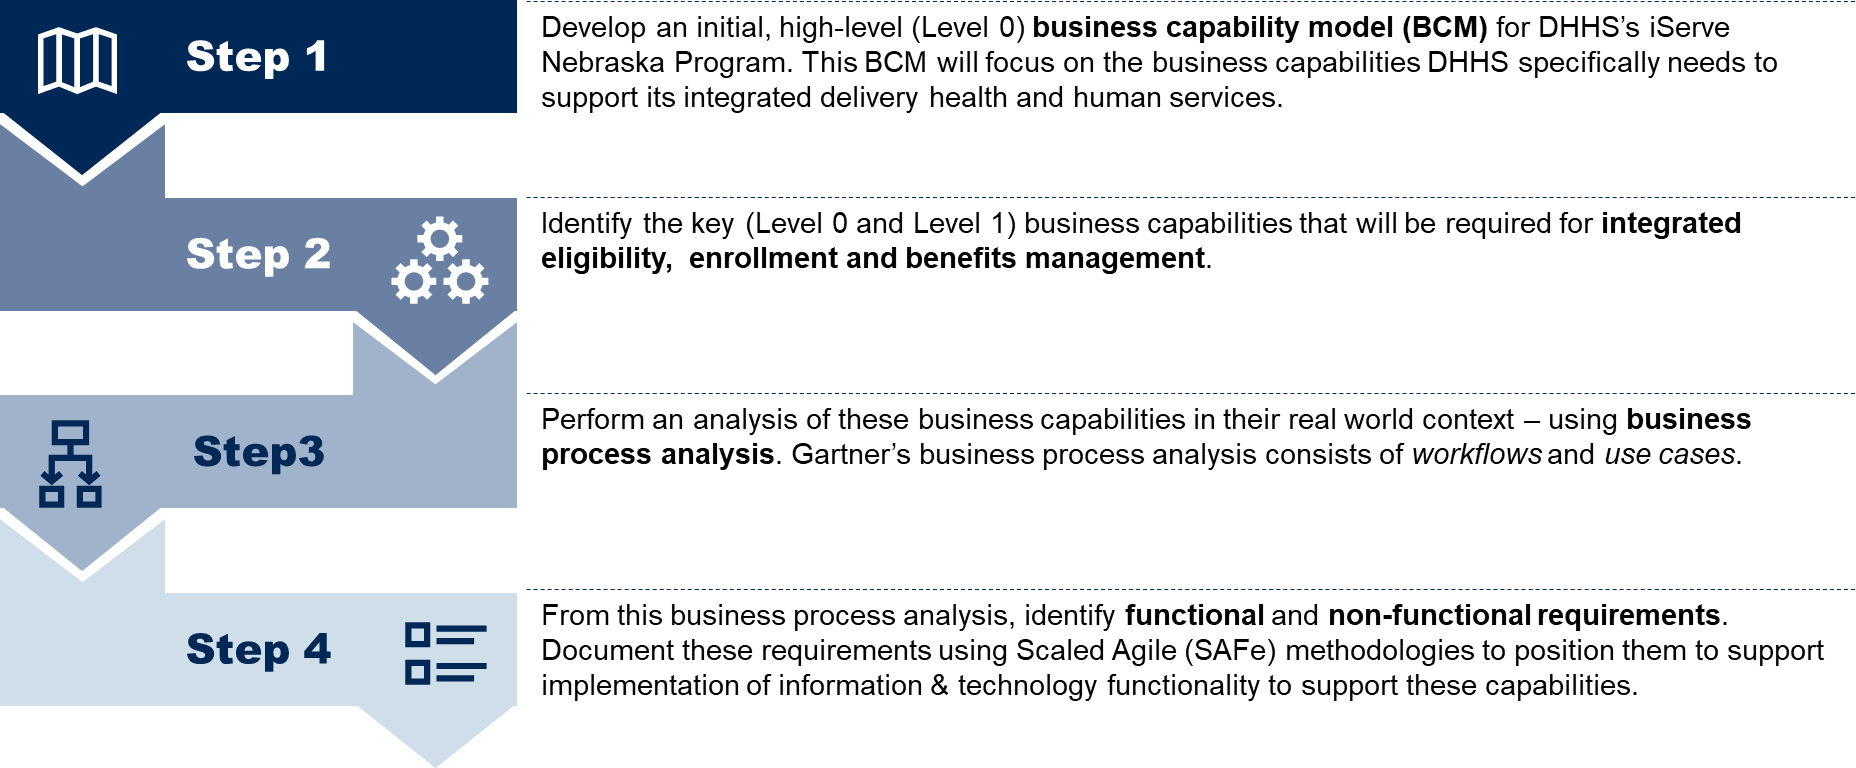 Step 1
Develop an initial, high-level (Level 0) business capability model (BCM) for DHHS’s iServe
Nebraska Program. This BCM will focus on the business capabilities DHHS specifically needs to
support its integrated delivery health and human services.
Step 2
Identify the key (Level 0 and Level 1) business capabilities that will be required for integrated
eligibility, enrollment and benefits management.
Step3
Perform an analysis of these business capabilities in their real world context – using business
process analysis. Gartner’s business process analysis consists of workflows and use cases.
Step 4
From this business process analysis, identify functional and non-functional requirements.
Document these requirements using Scaled Agile (SAFe) methodologies to position them to support
implementation of information & technology functionality to support these capabilities.